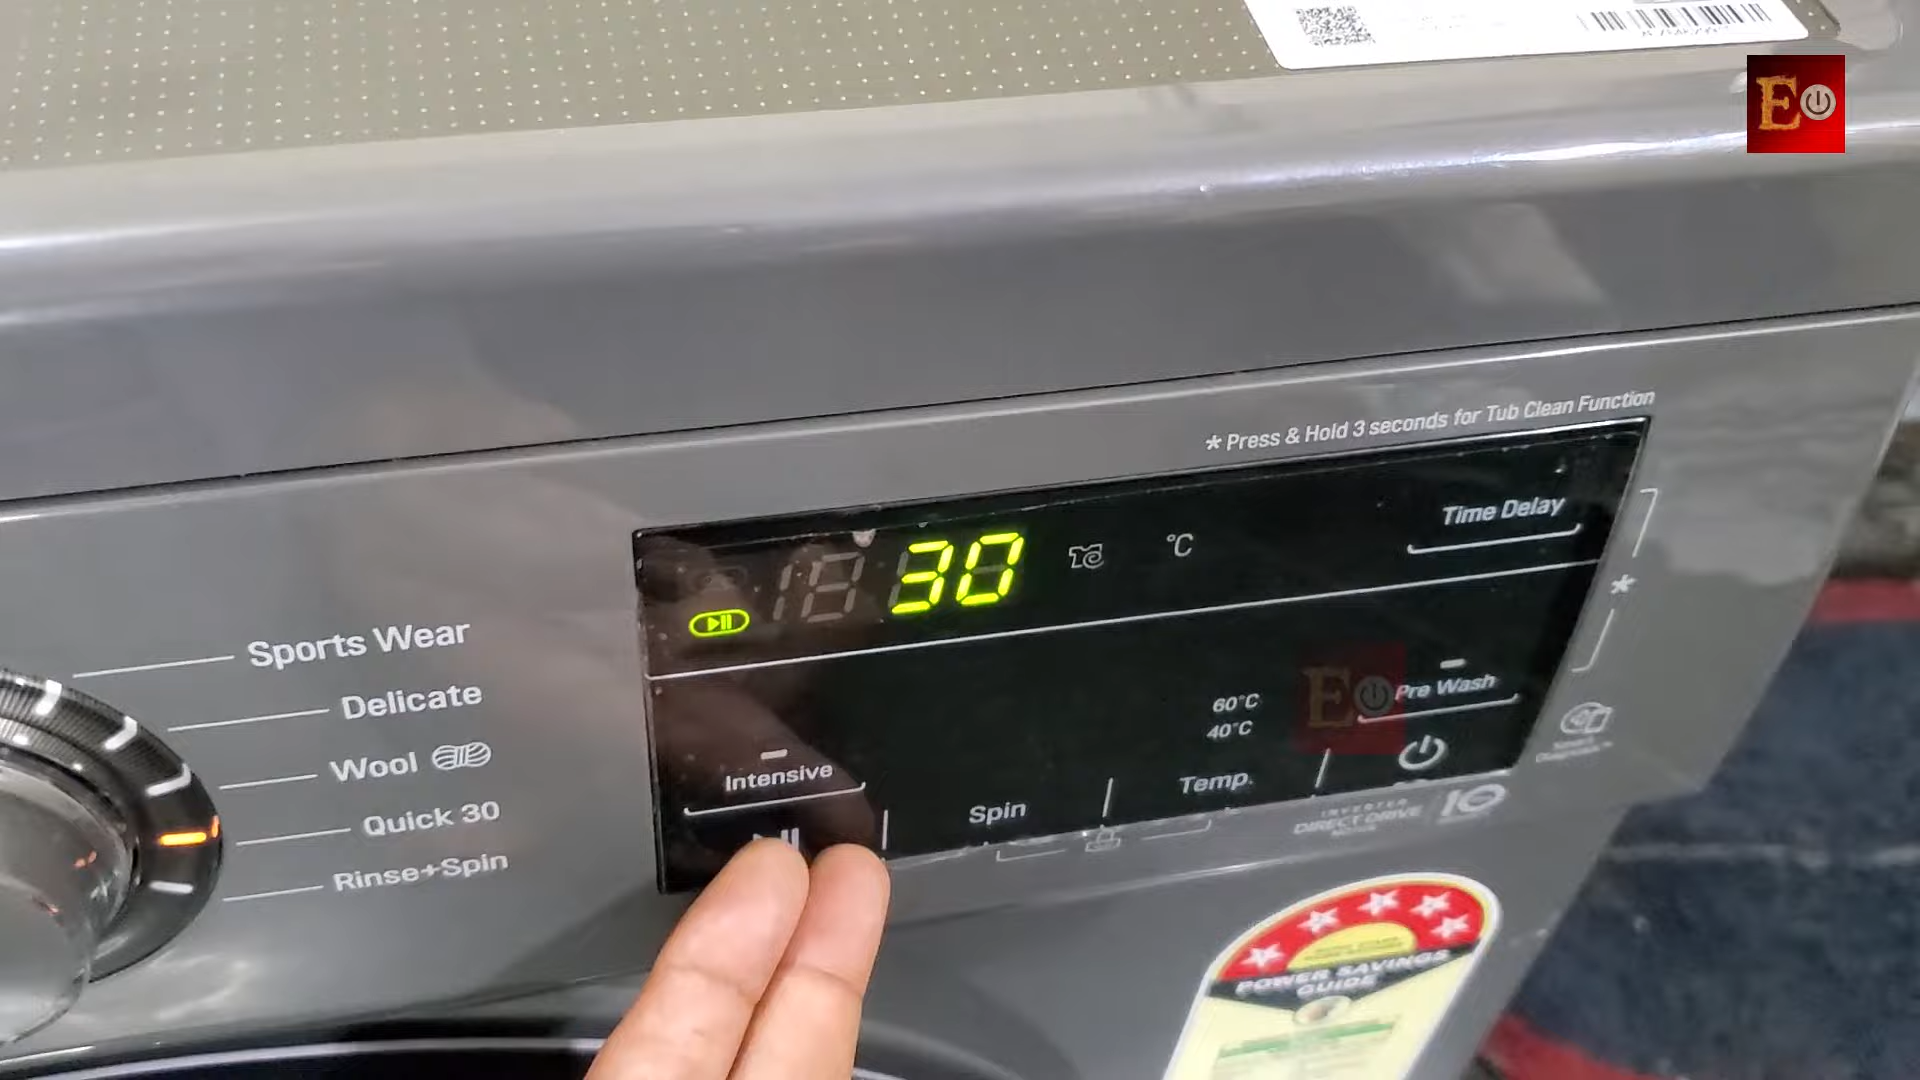 E
* Press & Hold 3 seconds for Tub Clean Function
Time Delay
30
°C
*
Sports Wear
Delicate
Wool
Quick 30
Rinse+Spin
60°C
40°C
E
Pre Wash
Intensive
Spin
Temp.
INVERTER
DIRECT DRIVE
10
POWER SAVINGS
GUIDE